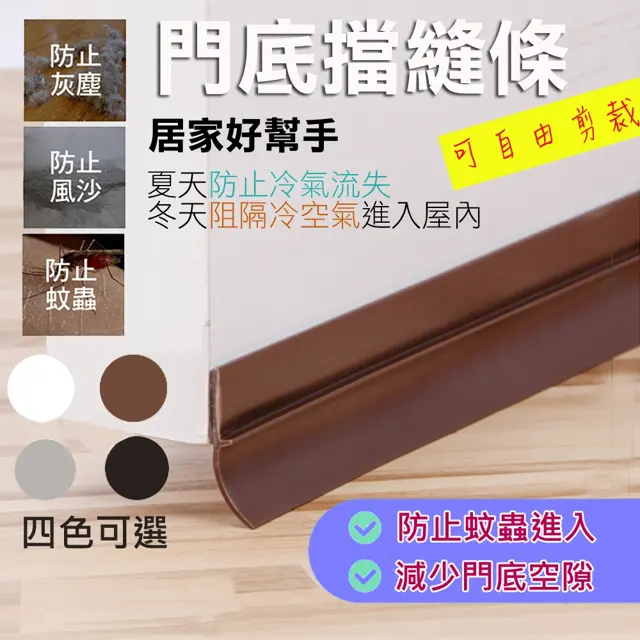 門底擋縫條
防止
灰塵
居家好幫手
可自由剪裁
防止
風沙
夏天防止冷氣流失
冬天阻隔冷空氣進入屋內
防止
蚊蟲
四色可選
防止蚊蟲進入
減少門底空隙